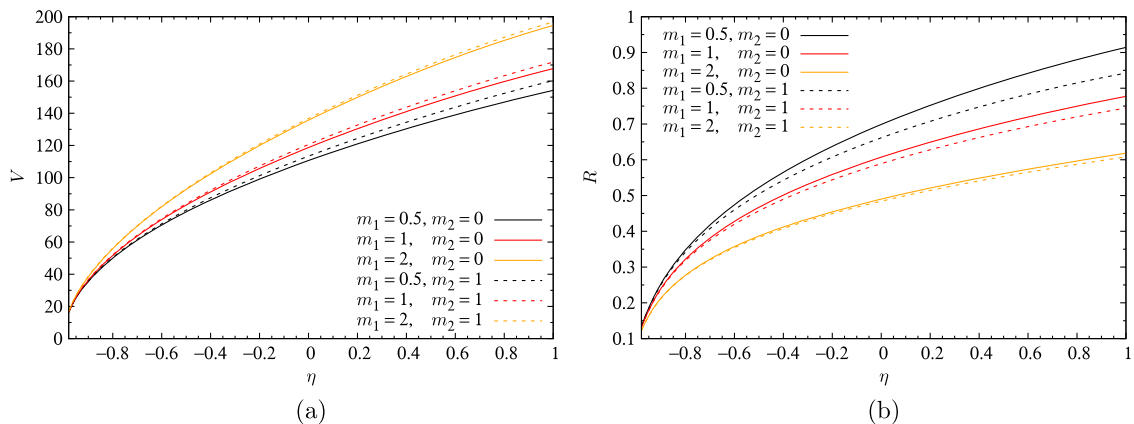 200
180
160
140
120
100
80
60
40
20
0
V
m1 = 0.5, m2 = 0
m1 = 1, m2 = 0
m1 = 2, m2 = 0
m1 = 0.5, m2 = 1
m1 = 1, m2 = 1
m1 = 2, m2 = 1
−0.8 −0.6 −0.4 −0.2 0 0.2 0.4 0.6 0.8 1
η
(a)
1
0.9
0.8
0.7
0.6
0.5
0.4
0.3
0.2
0.1
R
m1 = 0.5, m2 = 0
m1 = 1, m2 = 0
m1 = 2, m2 = 0
m1 = 0.5, m2 = 1
m1 = 1, m2 = 1
m1 = 2, m2 = 1
−0.8 −0.6 −0.4 −0.2 0 0.2 0.4 0.6 0.8 1
η
(b)